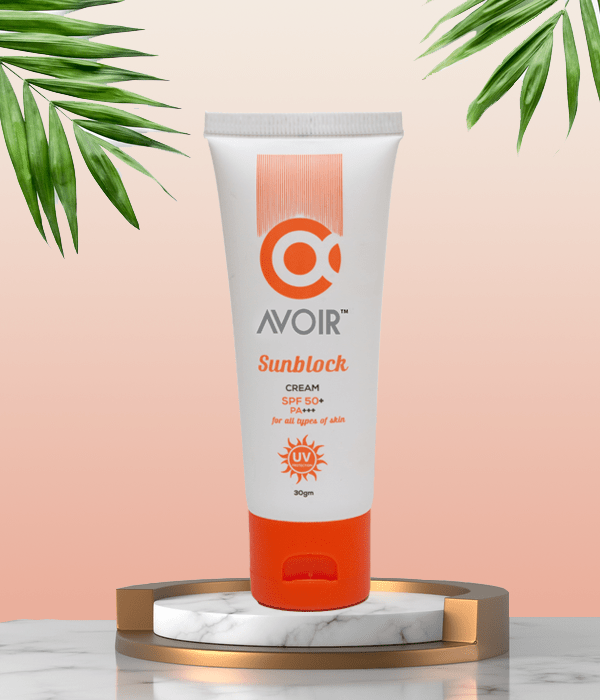 AVOIR™
Sunblock
CREAM
SPF 50+
PA+++
for all types of skin
UV
30gm